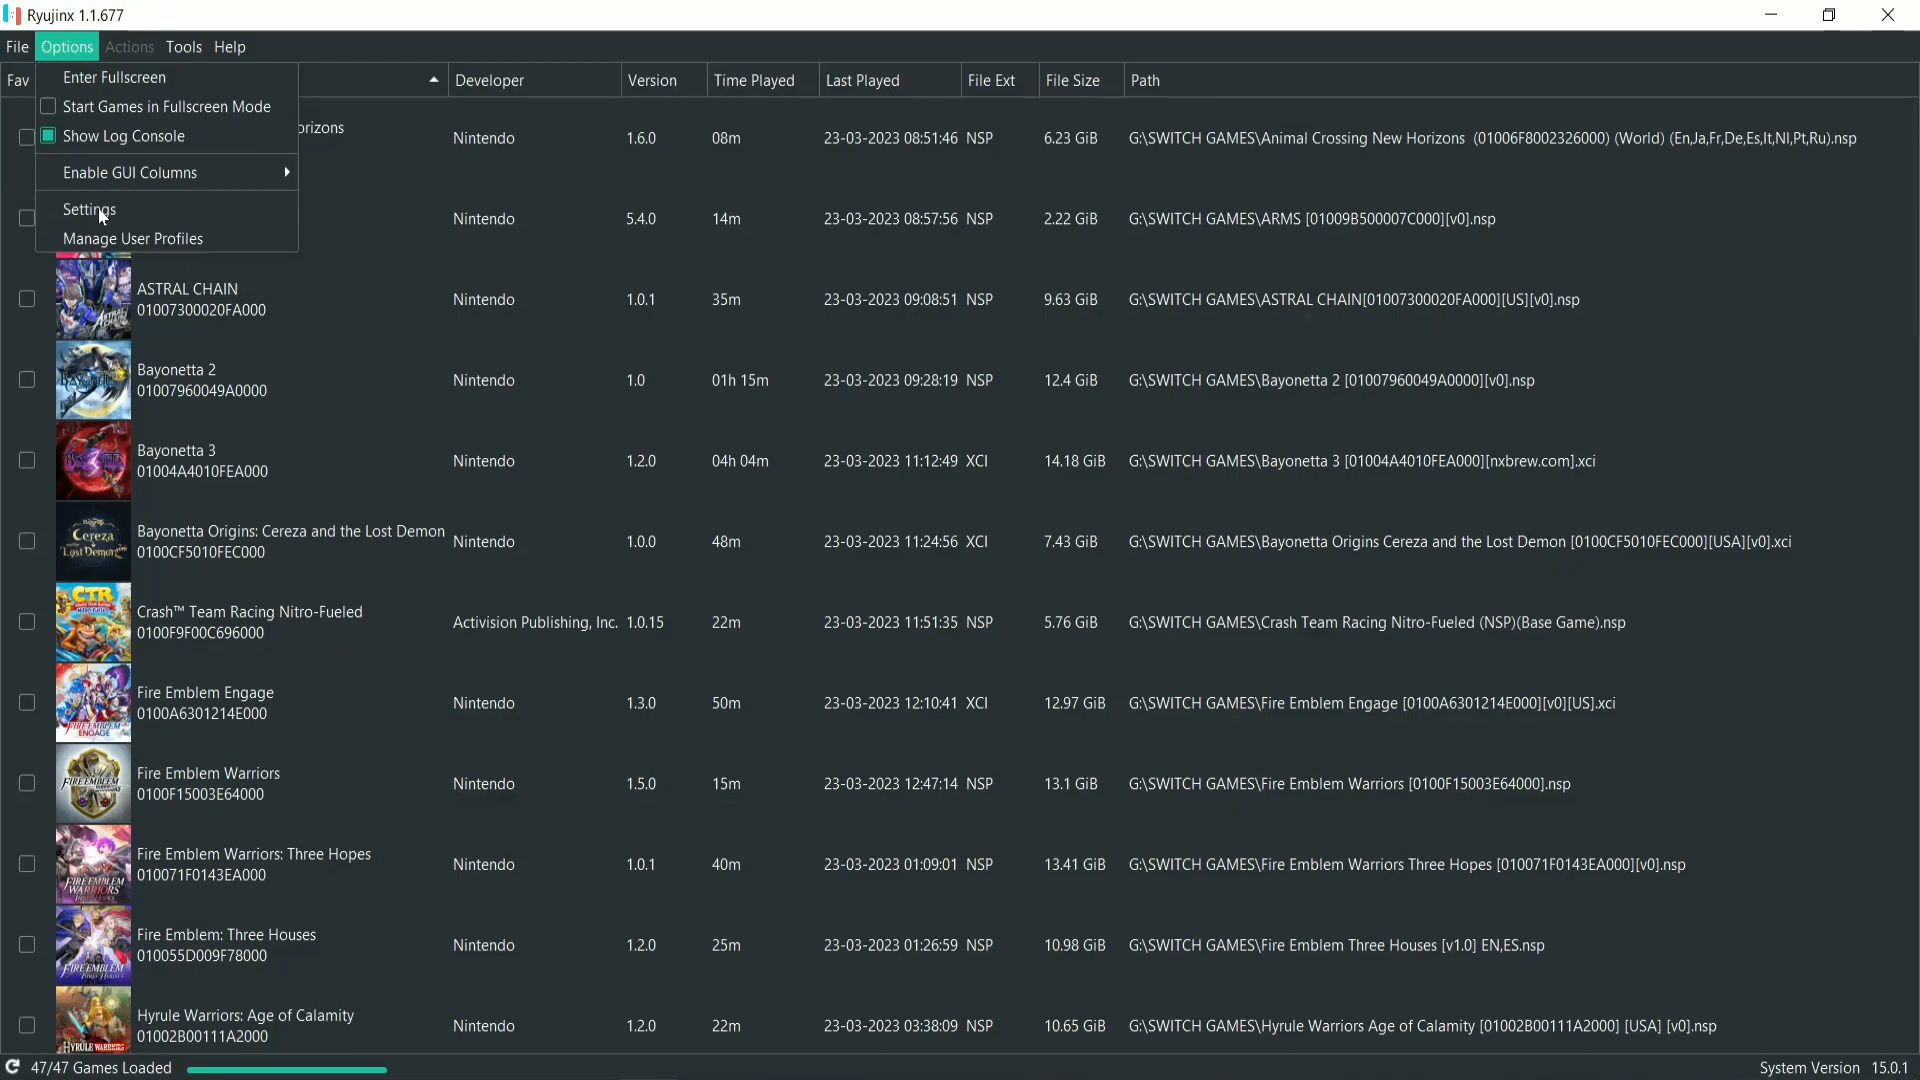 Ryujinx 1.1.677
File Options Actions Tools Help
Fav Developer Version Time Played Last Played File Ext File Size Path
Enter Fullscreen
Start Games in Fullscreen Mode
Show Log Console
Enable GUI Columns
Settings
Manage User Profiles
orizons
Nintendo 1.6.0 08m 23-03-2023 08:51:46 NSP 6.23 GiB G:\SWITCH GAMES\Animal Crossing New Horizons (01006F8002326000) (World) (En,Ja,Fr,De,Es,It,Nl,Pt,Ru).nsp
Nintendo 5.4.0 14m 23-03-2023 08:57:56 NSP 2.22 GiB G:\SWITCH GAMES\ARMS [01009B500007C000][v0].nsp
ASTRAL CHAIN
01007300020FA000
Nintendo 1.0.1 35m 23-03-2023 09:08:51 NSP 9.63 GiB G:\SWITCH GAMES\ASTRAL CHAIN[01007300020FA000][US][v0].nsp
Bayonetta 2
01007960049A0000
Nintendo 1.0 01h 15m 23-03-2023 09:28:19 NSP 12.4 GiB G:\SWITCH GAMES\Bayonetta 2 [01007960049A0000][v0].nsp
Bayonetta 3
01004A4010FEA000
Nintendo 1.2.0 04h 04m 23-03-2023 11:12:49 XCI 14.18 GiB G:\SWITCH GAMES\Bayonetta 3 [01004A4010FEA000][nxbrew.com].xci
Bayonetta Origins: Cereza and the Lost Demon
0100CF5010FEC000
Nintendo 1.0.0 48m 23-03-2023 11:24:56 XCI 7.43 GiB G:\SWITCH GAMES\Bayonetta Origins Cereza and the Lost Demon [0100CF5010FEC000][USA][v0].xci
Crash™ Team Racing Nitro-Fueled
0100F9F00C696000
Activision Publishing, Inc. 1.0.15 22m 23-03-2023 11:51:35 NSP 5.76 GiB G:\SWITCH GAMES\Crash Team Racing Nitro-Fueled (NSP)(Base Game).nsp
Fire Emblem Engage
0100A6301214E000
Nintendo 1.3.0 50m 23-03-2023 12:10:41 XCI 12.97 GiB G:\SWITCH GAMES\Fire Emblem Engage [0100A6301214E000][v0][US].xci
Fire Emblem Warriors
0100F15003E64000
Nintendo 1.5.0 15m 23-03-2023 12:47:14 NSP 13.1 GiB G:\SWITCH GAMES\Fire Emblem Warriors [0100F15003E64000].nsp
Fire Emblem Warriors: Three Hopes
010071F0143EA000
Nintendo 1.0.1 40m 23-03-2023 01:09:01 NSP 13.41 GiB G:\SWITCH GAMES\Fire Emblem Warriors Three Hopes [010071F0143EA000][v0].nsp
Fire Emblem: Three Houses
010055D009F78000
Nintendo 1.2.0 25m 23-03-2023 01:26:59 NSP 10.98 GiB G:\SWITCH GAMES\Fire Emblem Three Houses [v1.0] EN,ES.nsp
Hyrule Warriors: Age of Calamity
01002B00111A2000
Nintendo 1.2.0 22m 23-03-2023 03:38:09 NSP 10.65 GiB G:\SWITCH GAMES\Hyrule Warriors Age of Calamity [01002B00111A2000] [USA] [v0].nsp
47/47 Games Loaded System Version 15.0.1